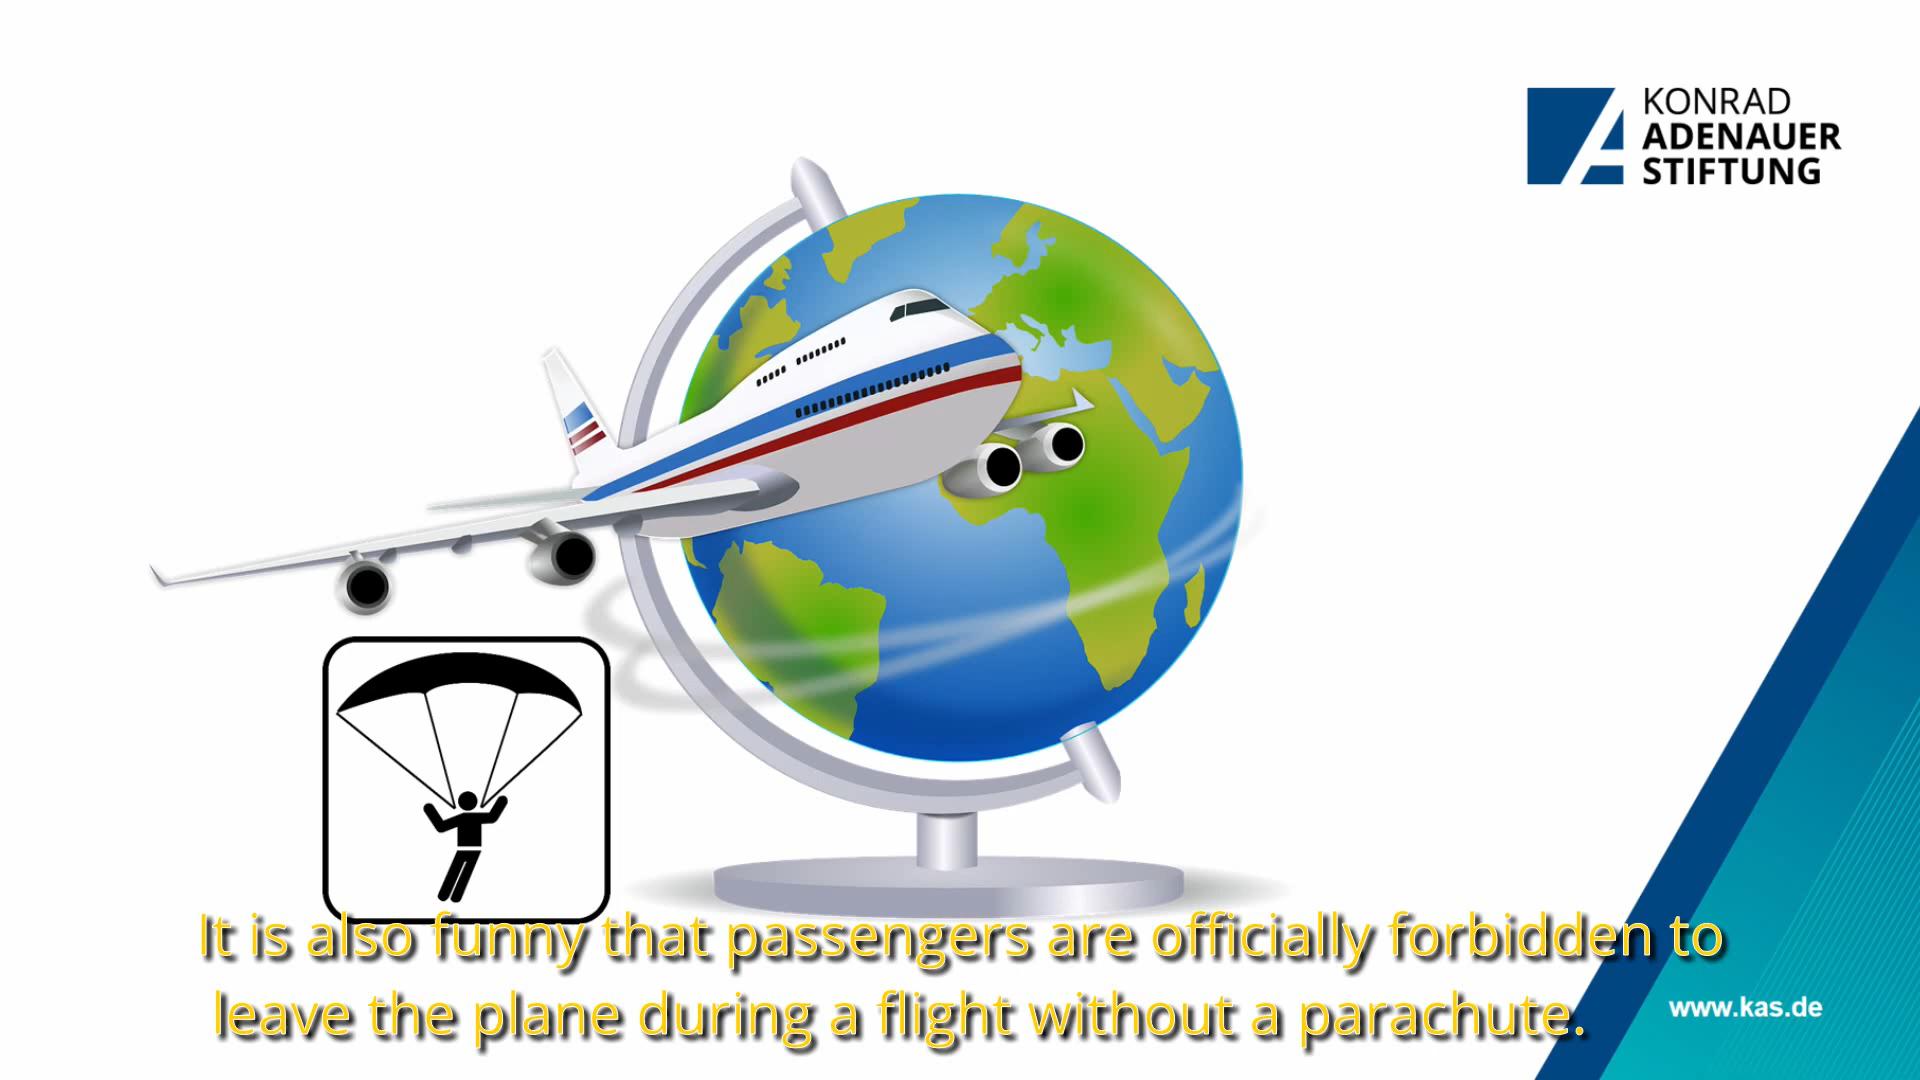 KONRAD
ADENAUER
STIFTUNG
It is also funny that passengers are officially forbidden to
leave the plane during a flight without a parachute.
www.kas.de